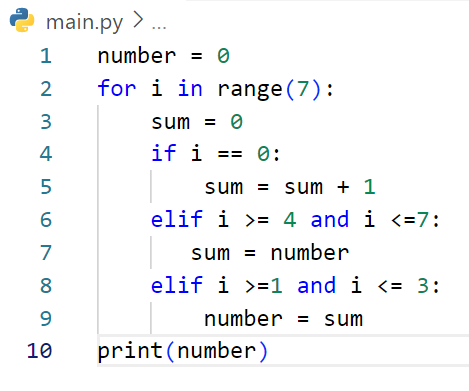 main.py > ...
1 number = 0
2 for i in range(7):
3     sum = 0
4     if i == 0:
5         sum = sum + 1
6     elif i >= 4 and i <=7:
7        sum = number
8     elif i >=1 and i <= 3:
9         number = sum
10 print(number)